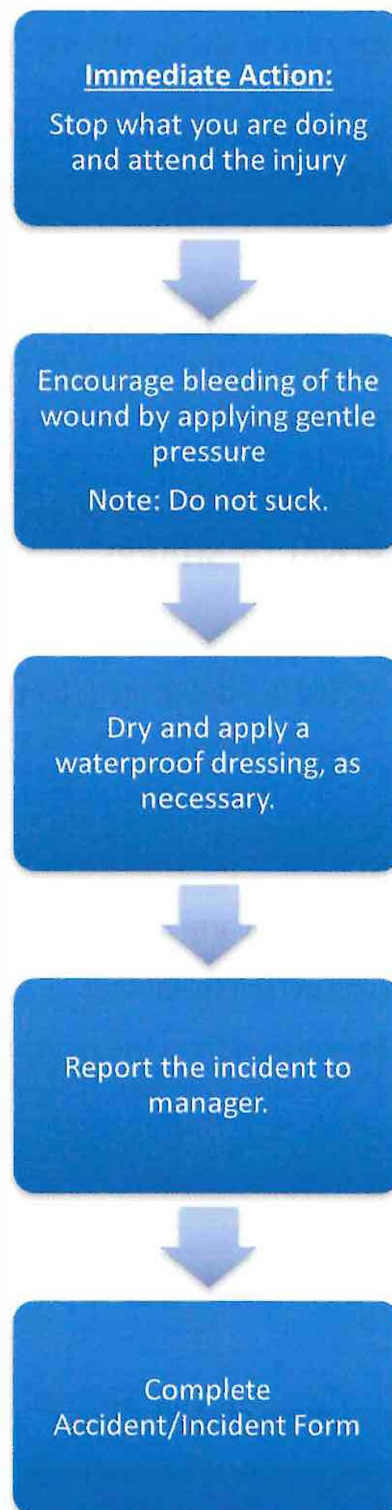 Immediate Action:
Stop what you are doing
and attend the injury
Encourage bleeding of the
wound by applying gentle
pressure
Note: Do not suck.
Dry and apply a
waterproof dressing, as
necessary.
Report the incident to
manager.
Complete
Accident/Incident Form